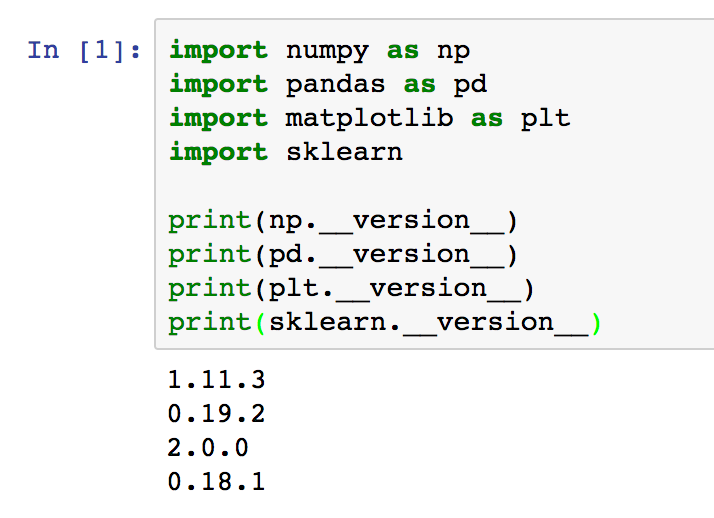 In [1]:
import numpy as np
import pandas as pd
import matplotlib as plt
import sklearn
print(np.__version__)
print(pd.__version__)
print(plt.__version__)
print(sklearn.__version__)
1.11.3
0.19.2
2.0.0
0.18.1